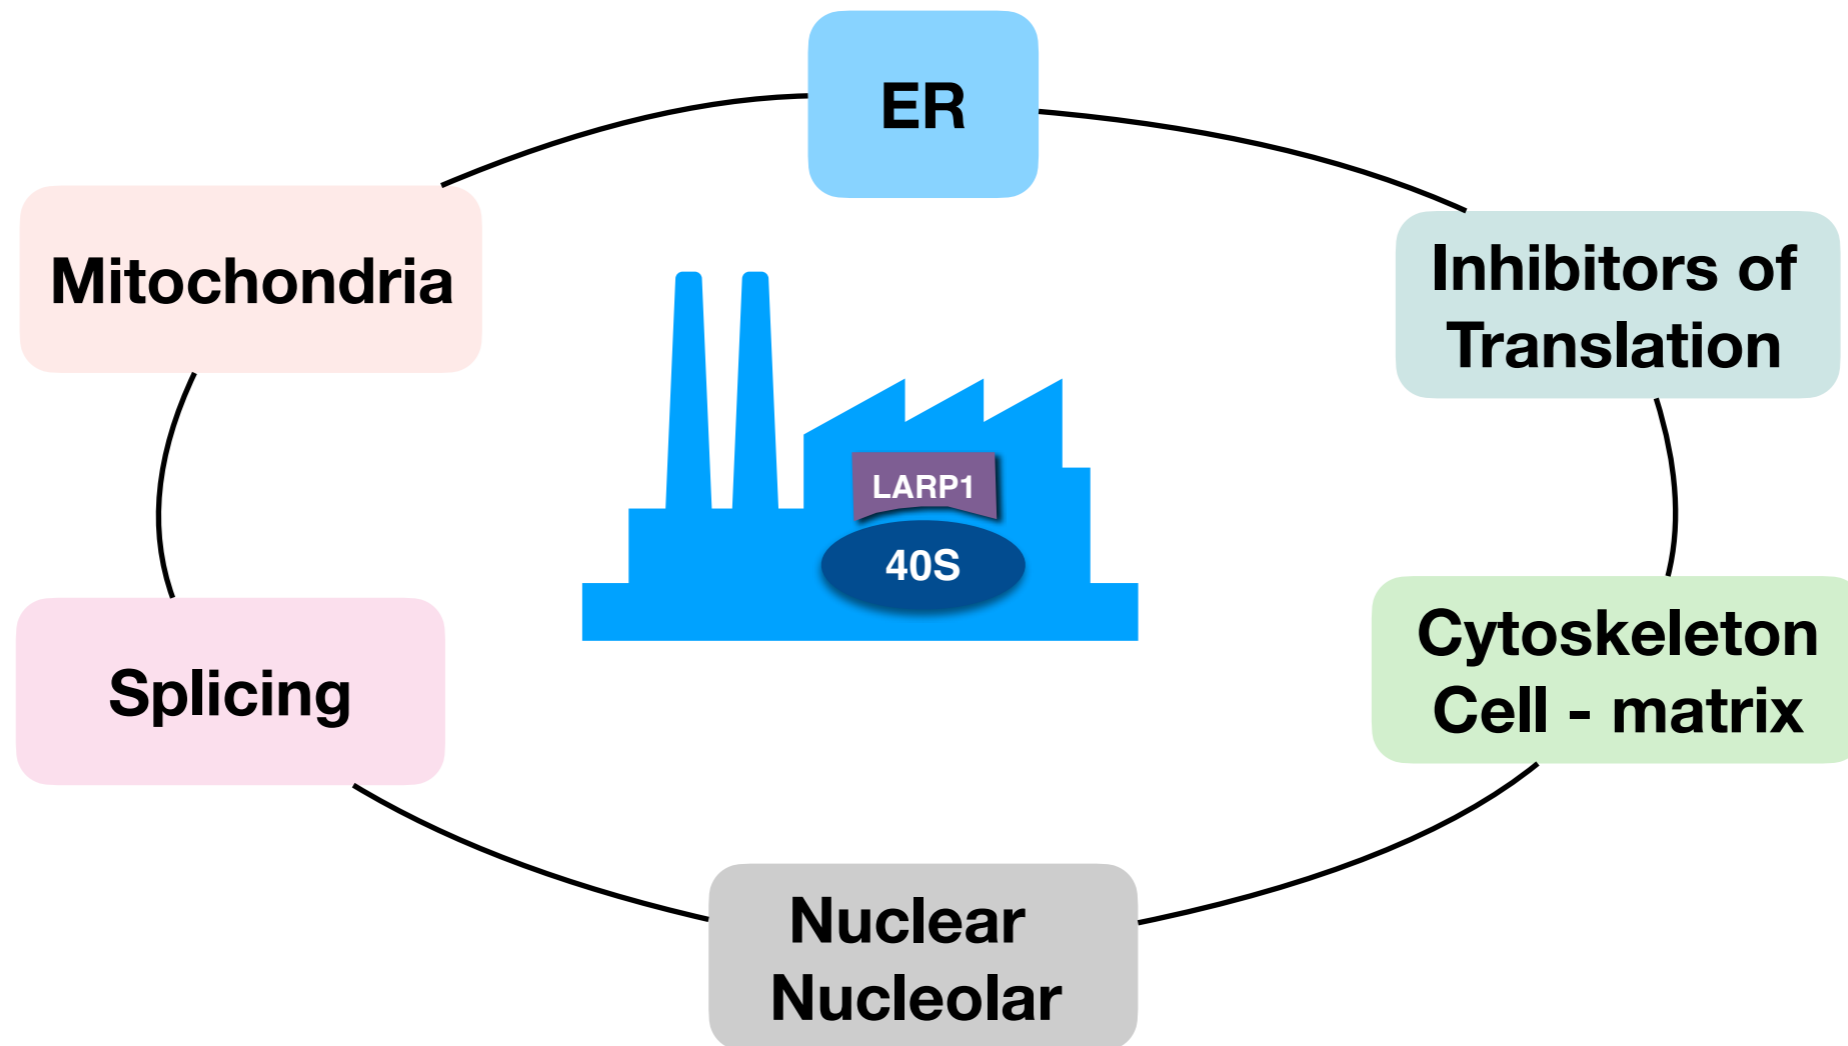 ER
Mitochondria
Inhibitors of
Translation
LARP1
40S
Splicing
Cytoskeleton
Cell - matrix
Nuclear
Nucleolar